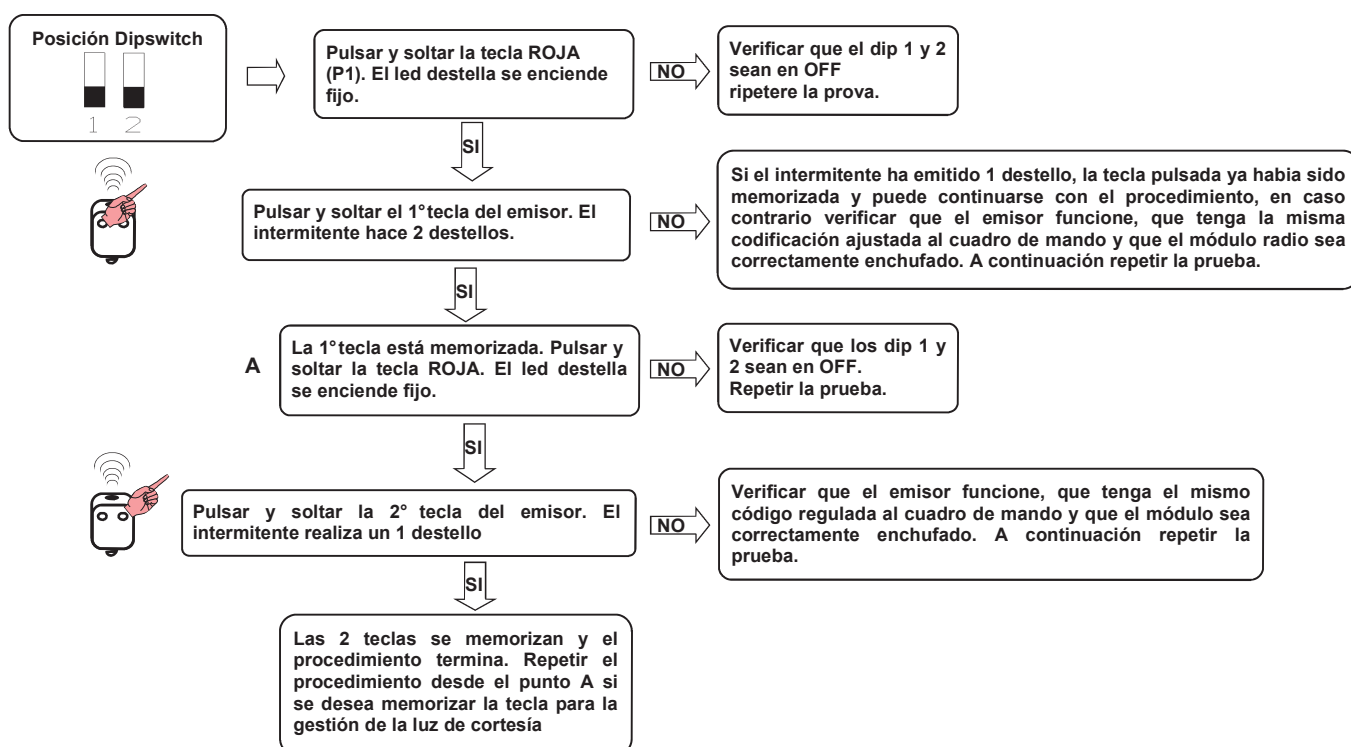 Posición Dipswitch
1 2
Pulsar y soltar la tecla ROJA
(P1). El led destella se enciende
fijo.
NO
Verificar que el dip 1 y 2
sean en OFF
ripetere la prova.
SI
Pulsar y soltar el 1° tecla del emisor. El
intermitente hace 2 destellos.
NO
Si el intermitente ha emitido 1 destello, la tecla pulsada ya habia sido
memorizada y puede continuarse con el procedimiento, en caso
contrario verificar que el emisor funcione, que tenga la misma
codificación ajustada al cuadro de mando y que el módulo radio sea
correctamente enchufado. A continuación repetir la prueba.
SI
A
La 1° tecla está memorizada. Pulsar y
soltar la tecla ROJA. El led destella
se enciende fijo.
NO
Verificar que los dip 1 y
2 sean en OFF.
Repetir la prueba.
SI
Pulsar y soltar la 2° tecla del emisor. El
intermitente realiza un 1 destello
NO
Verificar que el emisor funcione, que tenga el mismo
código regulada al cuadro de mando y que el módulo sea
correctamente enchufado. A continuación repetir la
prueba.
SI
Las 2 teclas se memorizan y el
procedimiento termina. Repetir el
procedimiento desde el punto A si
se desea memorizar la tecla para la
gestión de la luz de cortesía